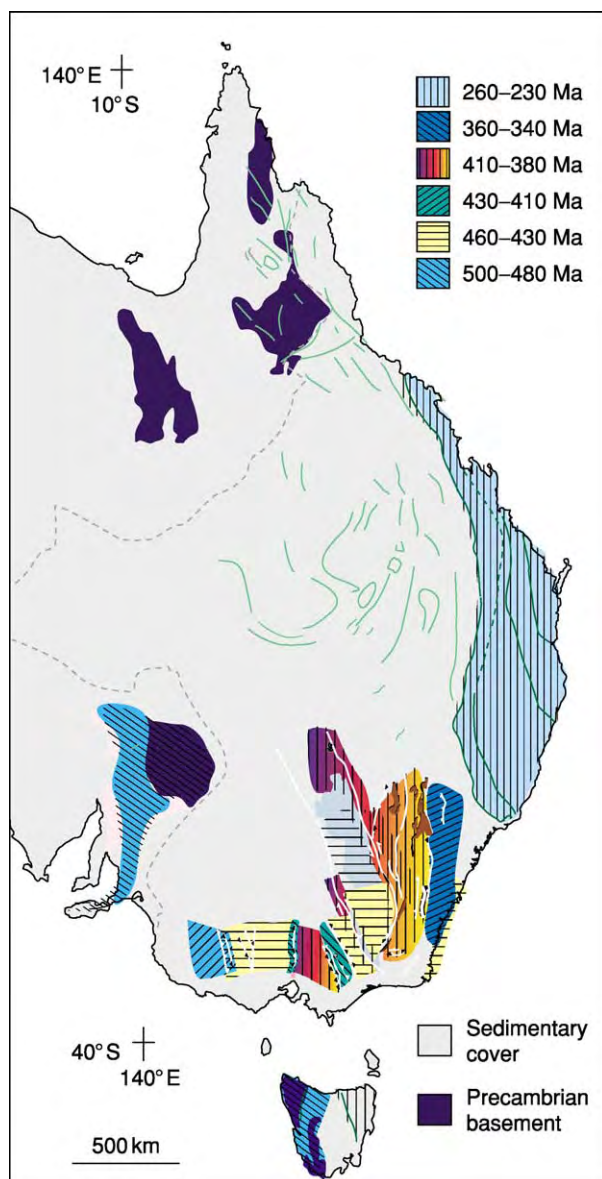 140°E
10°S
260–230 Ma
360–340 Ma
410–380 Ma
430–410 Ma
460–430 Ma
500–480 Ma
40°S
140°E
Sedimentary
cover
Precambrian
basement
500 km